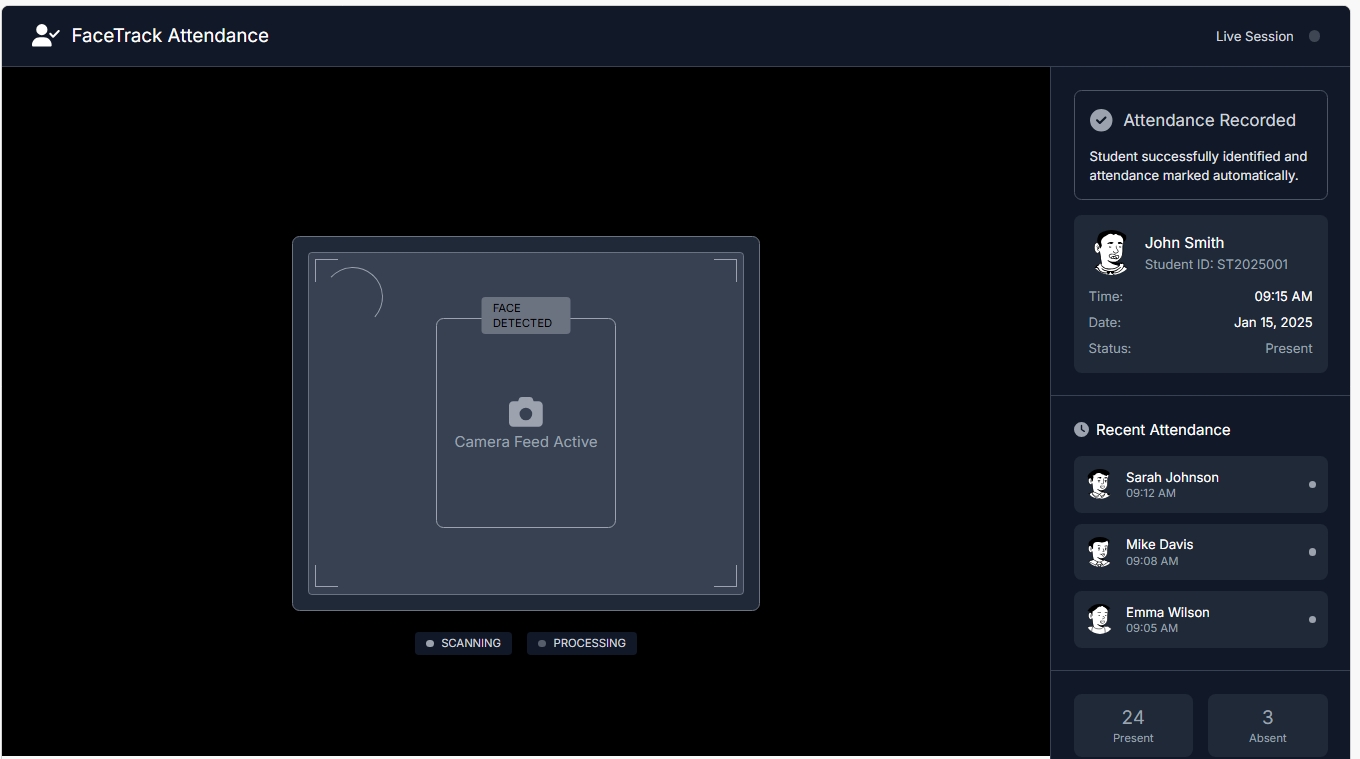 FaceTrack Attendance
Live Session
FACE
DETECTED
Camera Feed Active
SCANNING
PROCESSING
Attendance Recorded
Student successfully identified and
attendance marked automatically.
John Smith
Student ID: ST2025001
Time: 09:15 AM
Date: Jan 15, 2025
Status: Present
Recent Attendance
Sarah Johnson
09:12 AM
Mike Davis
09:08 AM
Emma Wilson
09:05 AM
24
Present
3
Absent